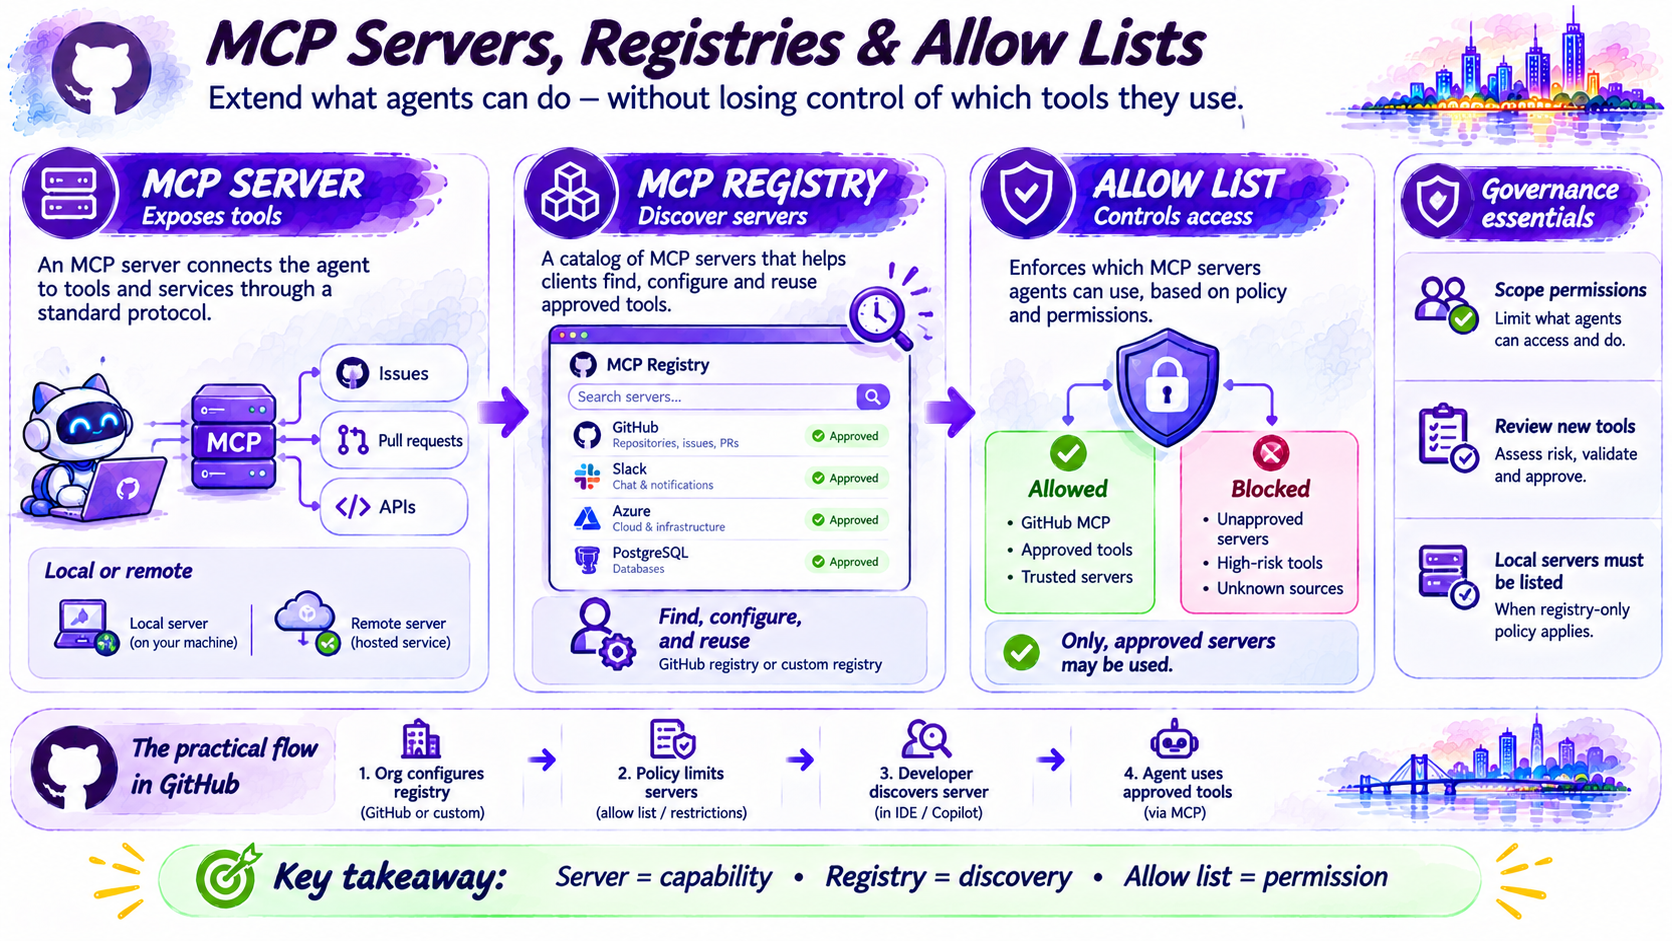 MCP Servers, Registries & Allow Lists
Extend what agents can do – without losing control of which tools they use.
MCP SERVER
Exposes tools
An MCP server connects the agent
to tools and services through a
standard protocol.
MCP
Issues
Pull requests
</> APIs
Local or remote
Local server
(on your machine)
Remote server
(hosted service)
MCP REGISTRY
Discover servers
A catalog of MCP servers that helps
clients find, configure and reuse
approved tools.
MCP Registry
Search servers...
GitHub
Repositories, issues, PRs
Approved
Slack
Chat & notifications
Approved
Azure
Cloud & infrastructure
Approved
PostgreSQL
Databases
Approved
Find, configure,
and reuse
GitHub registry or custom registry
ALLOW LIST
Controls access
Enforces which MCP servers
agents can use, based on policy
and permissions.
Allowed
• GitHub MCP
• Approved tools
• Trusted servers
Blocked
• Unapproved
servers
• High-risk tools
• Unknown sources
Only, approved servers
may be used.
Governance
essentials
Scope permissions
Limit what agents
can access and do.
Review new tools
Assess risk, validate
and approve.
Local servers must
be listed
When registry-only
policy applies.
The practical flow
in GitHub
1. Org configures
registry
(GitHub or custom)
2. Policy limits
servers
(allow list / restrictions)
3. Developer
discovers server
(in IDE / Copilot)
4. Agent uses
approved tools
(via MCP)
Key takeaway: Server = capability • Registry = discovery • Allow list = permission